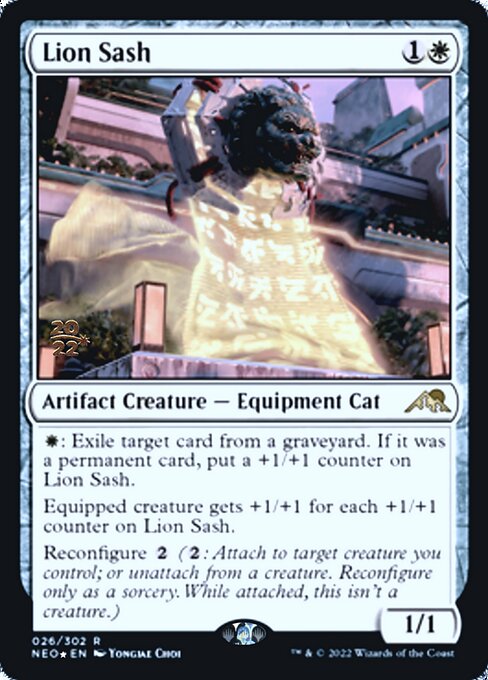 Lion Sash 1
20
22
Artifact Creature — Equipment Cat
: Exile target card from a graveyard. If it was
a permanent card, put a +1/+1 counter on
Lion Sash.
Equipped creature gets +1/+1 for each +1/+1
counter on Lion Sash.
Reconfigure 2 (2: Attach to target creature you
control; or unattach from a creature. Reconfigure
only as a sorcery. While attached, this isn't a
creature.)
1/1
026/302 R
NEO★EN Yongjae Choi ™ & © 2022 Wizards of the Coast